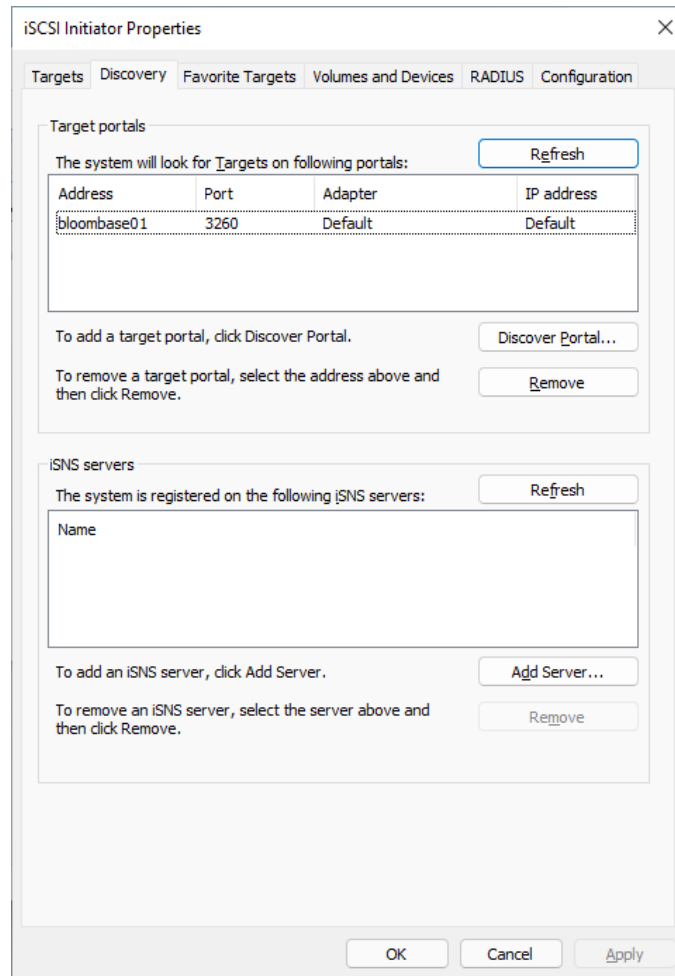 iSCSI Initiator Properties
Targets Discovery Favorite Targets Volumes and Devices RADIUS Configuration
Target portals
The system will look for Targets on following portals:
Refresh
Address Port Adapter IP address
bloombase01 3260 Default Default
To add a target portal, click Discover Portal.
Discover Portal...
To remove a target portal, select the address above and
then click Remove.
Remove
iSNS servers
The system is registered on the following iSNS servers:
Refresh
Name
To add an iSNS server, click Add Server.
Add Server...
To remove an iSNS server, select the server above and
then click Remove.
Remove
OK Cancel Apply